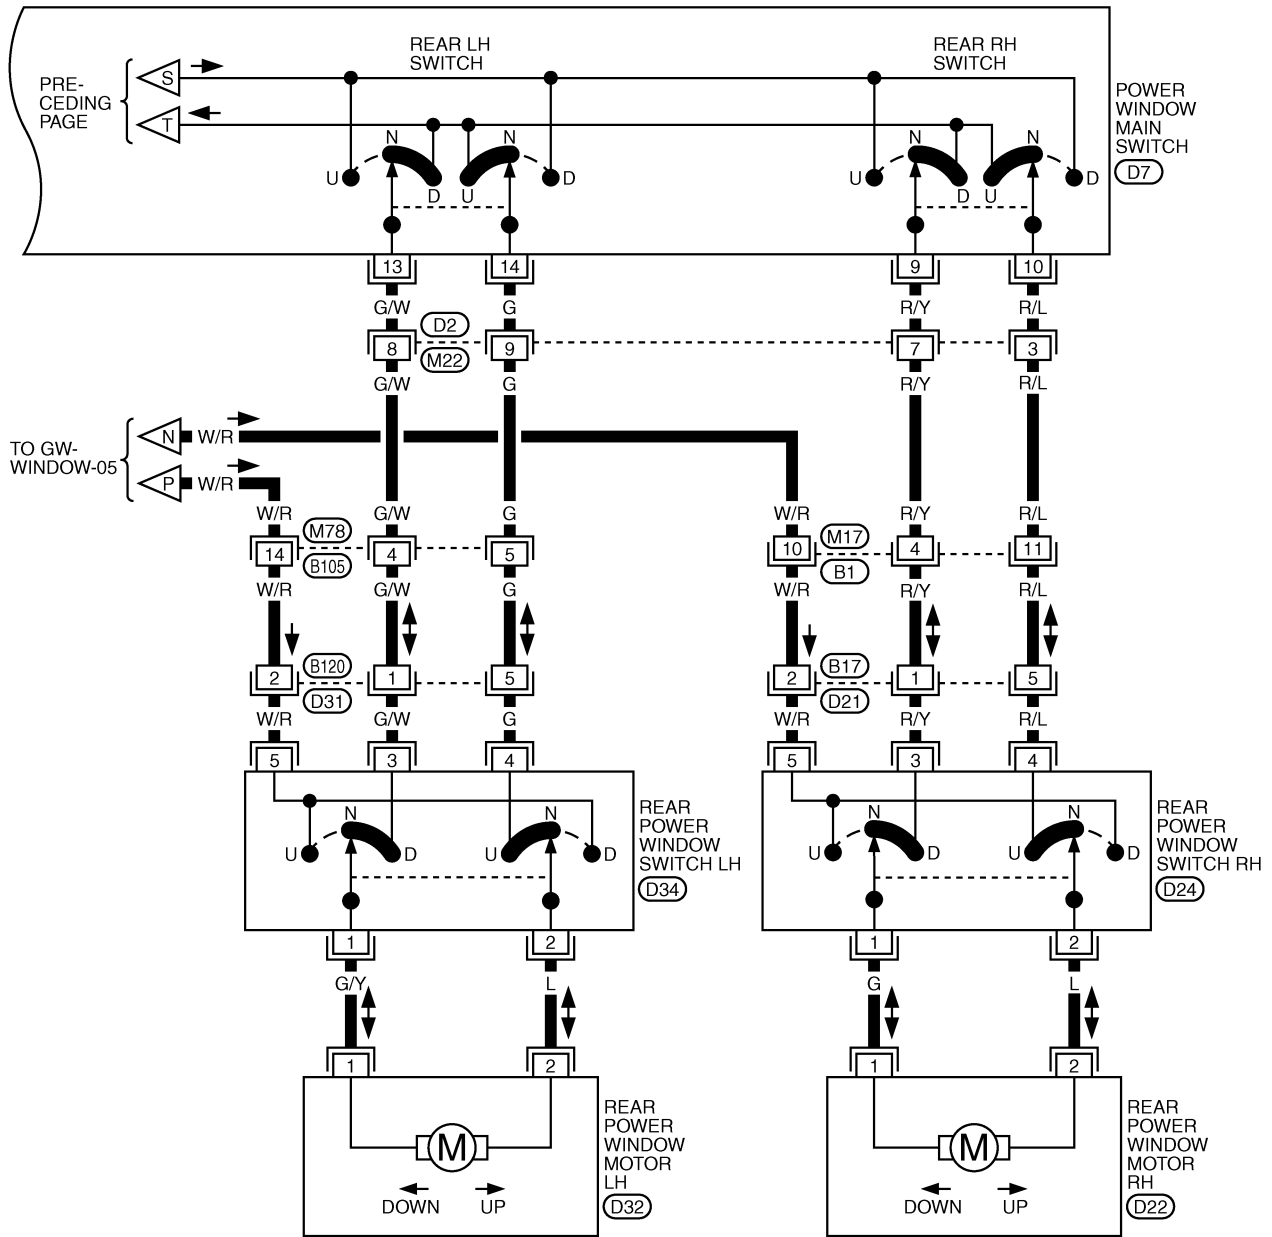 REAR LH
SWITCH
REAR RH
SWITCH
PRE-
CEDING
PAGE
S
T
POWER
WINDOW
MAIN
SWITCH
D7
N N N N
U D U D U D U D
13 14 9 10
G/W G R/Y R/L
D2
8 9 7 3
M22
G/W G R/Y R/L
TO GW-
WINDOW-05
N W/R
P W/R
W/R G/W G W/R R/Y R/L
M78 M17
14 4 5 10 4 11
B105 B1
W/R G/W G W/R R/Y R/L
B120 B17
2 1 5 2 1 5
D31 D21
W/R G/W G W/R R/Y R/L
5 3 4 5 3 4
N N N N
U D U D U D U D
REAR
POWER
WINDOW
SWITCH LH
D34
REAR
POWER
WINDOW
SWITCH RH
D24
1 2 1 2
G/Y L G L
1 2 1 2
M M
DOWN UP DOWN UP
REAR
POWER
WINDOW
MOTOR
LH
D32
REAR
POWER
WINDOW
MOTOR
RH
D22